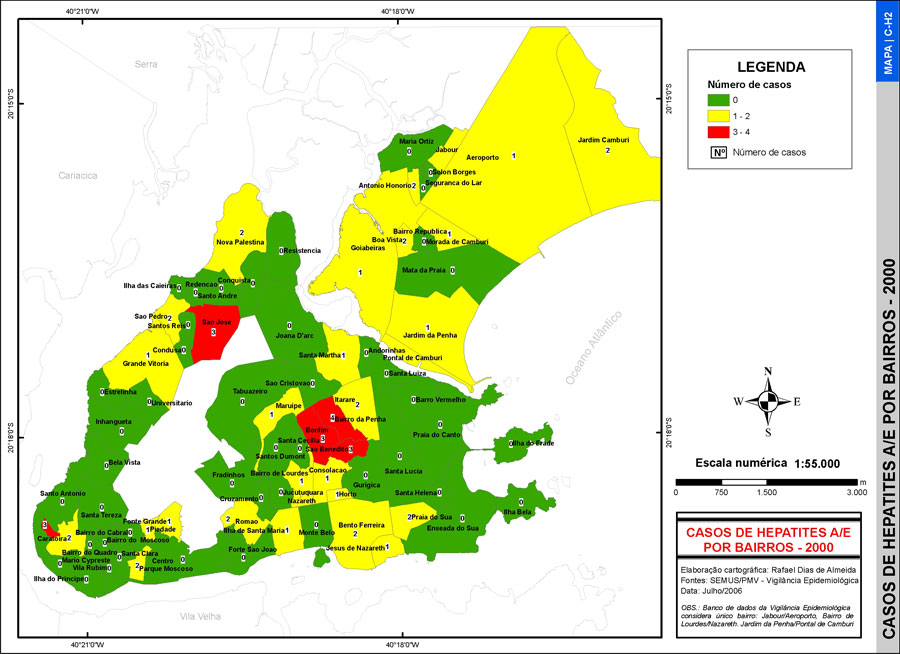 40°21'0"W
40°18'0"W
20°15'0"S
20°15'0"S
20°18'0"S
20°18'0"S
40°21'0"W
40°18'0"W
Serra
Cariacica
Vila Velha
Oceano Atlântico
Maria Ortiz
0
Jabour
Aeroporto
1
Jardim Camburi
2
Solon Borges
0
Seguranca do Lar
0
Antonio Honorio
2
Bairro Republica
1
Boa Vista
2
Morada de Camburi
0
Goiabeiras
1
Mata da Praia
0
Jardim da Penha
1
Pontal de Camburi
Nova Palestina
2
Resistencia
0
Conquista
0
Ilha das Caieiras
0
Redencao
0
Santo Andre
0
Sao Pedro
2
Santos Reis
0
Sao Jose
3
Condusa
0
Grande Vitoria
1
Joana D'arc
0
Santa Martha
1
Andorinhas
0
Santa Luiza
0
Estrelinha
0
Universitario
0
Inhangueta
0
Tabuazeiro
0
Sao Cristovao
0
Maruipe
1
Itarare
2
Bairro da Penha
4
Bonfim
3
Sao Benedito
3
Santa Cecilia
0
Santos Dumont
0
Barro Vermelho
0
Praia do Canto
0
Ilha do Frade
0
Bela Vista
0
Fradinhos
0
Bairro de Lourdes
1
Consolacao
1
Gurigica
0
Santa Lucia
0
Santa Helena
0
Ilha Bela
0
Santo Antonio
0
Santa Tereza
0
Cruzamento
0
Jucutuquara
0
Nazareth
Horto
1
Caratoira
2
3
Fonte Grande
1
Piedade
1
Bairro do Cabral
0
Bairro do Moscoso
0
Romao
2
Ilha de Santa Maria
1
Monte Belo
0
Bento Ferreira
2
Praia do Sua
2
Enseada do Sua
0
Jesus de Nazareth
1
Bairro do Quadro
0
Santa Clara
0
Mario Cypreste
0
Vila Rubim
0
Centro
0
Parque Moscoso
2
Forte Sao Joao
0
Ilha do Principe
0
LEGENDA
Número de casos
0
1 - 2
3 - 4
Nº Número de casos
N
W E
S
Escala numérica 1:55.000
m
0 750 1.500 3.000
CASOS DE HEPATITES A/E
POR BAIRROS - 2000
Elaboração cartográfica: Rafael Dias de Almeida
Fontes: SEMUS/PMV - Vigilância Epidemiológica
Data: Julho/2006
OBS.: Banco de dados da Vigilância Epidemiológica
considera único bairro: Jabour/Aeroporto, Bairro de
Lourdes/Nazareth. Jardim da Penha/Pontal de Camburi
MAPA | C-H2
CASOS DE HEPATITES A/E POR BAIRROS - 2000